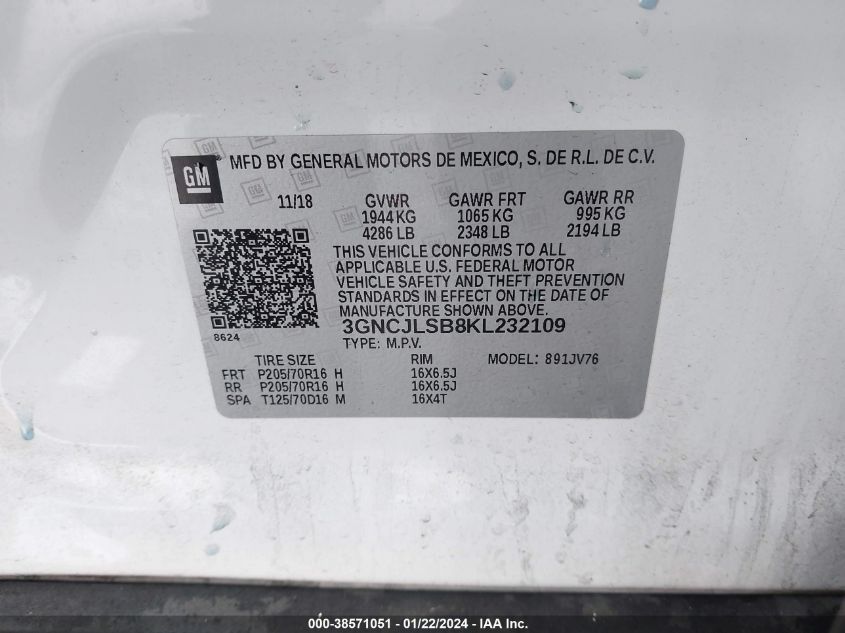 GM
MFD BY GENERAL MOTORS DE MEXICO, S. DE R.L. DE C.V.
11/18 GVWR GAWR FRT GAWR RR
1944 KG 1065 KG 995 KG
4286 LB 2348 LB 2194 LB
THIS VEHICLE CONFORMS TO ALL
APPLICABLE U.S. FEDERAL MOTOR
VEHICLE SAFETY AND THEFT PREVENTION
STANDARDS IN EFFECT ON THE DATE OF
MANUFACTURE SHOWN ABOVE.
3GNCJLSB8KL232109
8624
TYPE: M.P.V.
TIRE SIZE RIM MODEL: 891JV76
FRT P205/70R16 H 16X6.5J
RR P205/70R16 H 16X6.5J
SPA T125/70D16 M 16X4T
000-38571051 - 01/22/2024 - IAA Inc.